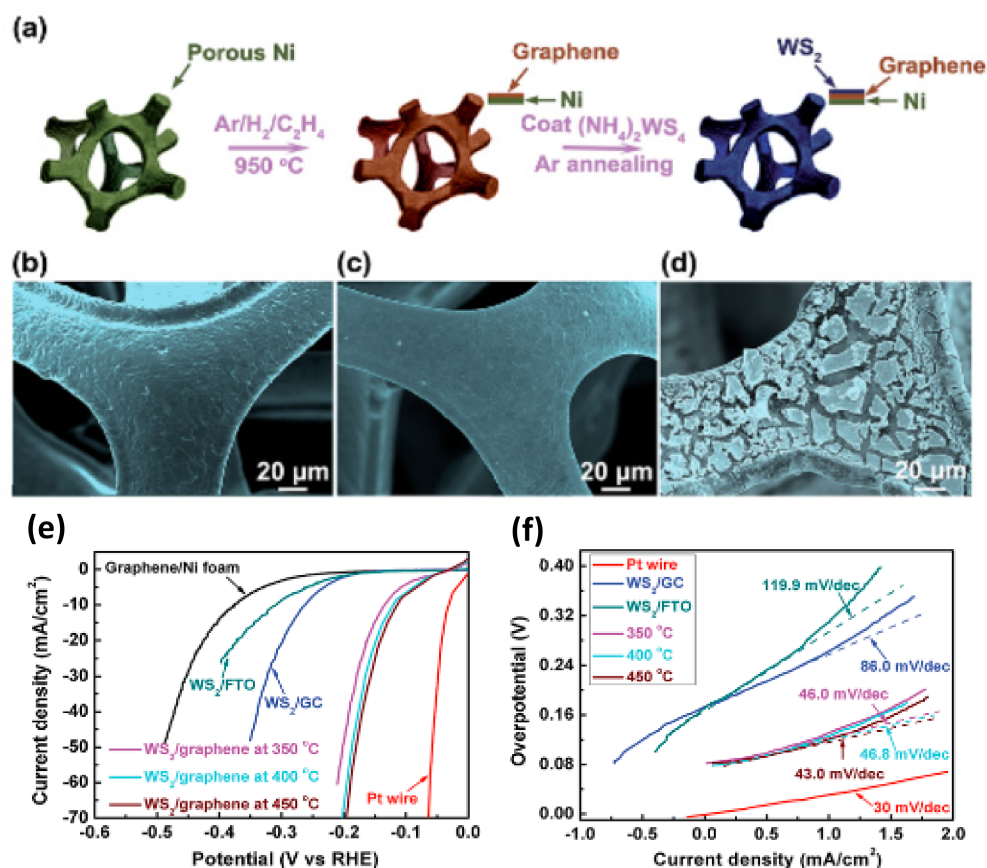 (a)
Porous Ni
Ar/H2/C2H4
950 °C
Graphene
Ni
Coat (NH4)2WS4
Ar annealing
WS2
Graphene
Ni
(b)
20 µm
(c)
20 µm
(d)
20 µm
(e)
Current density (mA/cm2)
0
-10
-20
-30
-40
-50
-60
-70
Graphene/Ni foam
WS2/FTO
WS2/GC
WS2/graphene at 350 °C
WS2/graphene at 400 °C
WS2/graphene at 450 °C
Pt wire
-0.6 -0.5 -0.4 -0.3 -0.2 -0.1 0.0
Potential (V vs RHE)
(f)
Overpotential (V)
0.40
0.32
0.24
0.16
0.08
0.00
Pt wire
WS2/GC
WS2/FTO
350 °C
400 °C
450 °C
119.9 mV/dec
86.0 mV/dec
46.0 mV/dec
46.8 mV/dec
43.0 mV/dec
30 mV/dec
-1.0 -0.5 0.0 0.5 1.0 1.5 2.0
Current density (mA/cm2)